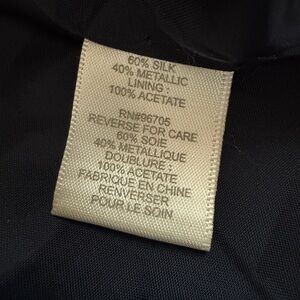 60% SILK
40% METALLIC
LINING :
100% ACETATE
RN#96705
REVERSE FOR CARE
60% SOIE
40% METALLIQUE
DOUBLURE :
100% ACETATE
FABRIQUE EN CHINE
RENVERSER
POUR LE SOIN